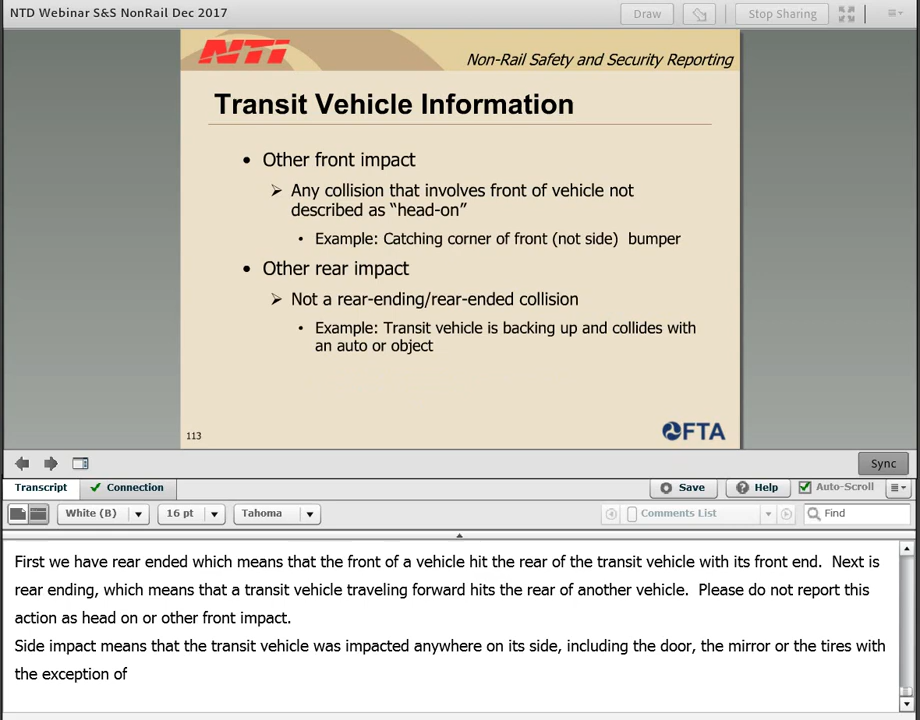 NTD Webinar S&S NonRail Dec 2017
Draw
Stop Sharing
NTI
Non-Rail Safety and Security Reporting
Transit Vehicle Information
• Other front impact
➢ Any collision that involves front of vehicle not
described as “head-on”
• Example: Catching corner of front (not side) bumper
• Other rear impact
➢ Not a rear-ending/rear-ended collision
• Example: Transit vehicle is backing up and collides with
an auto or object
113
FTA
Sync
Transcript
Connection
Save
Help
Auto-Scroll
White (B)
16 pt
Tahoma
Comments List
Find
First we have rear ended which means that the front of a vehicle hit the rear of the transit vehicle with its front end. Next is
rear ending, which means that a transit vehicle traveling forward hits the rear of another vehicle. Please do not report this
action as head on or other front impact.
Side impact means that the transit vehicle was impacted anywhere on its side, including the door, the mirror or the tires with
the exception of